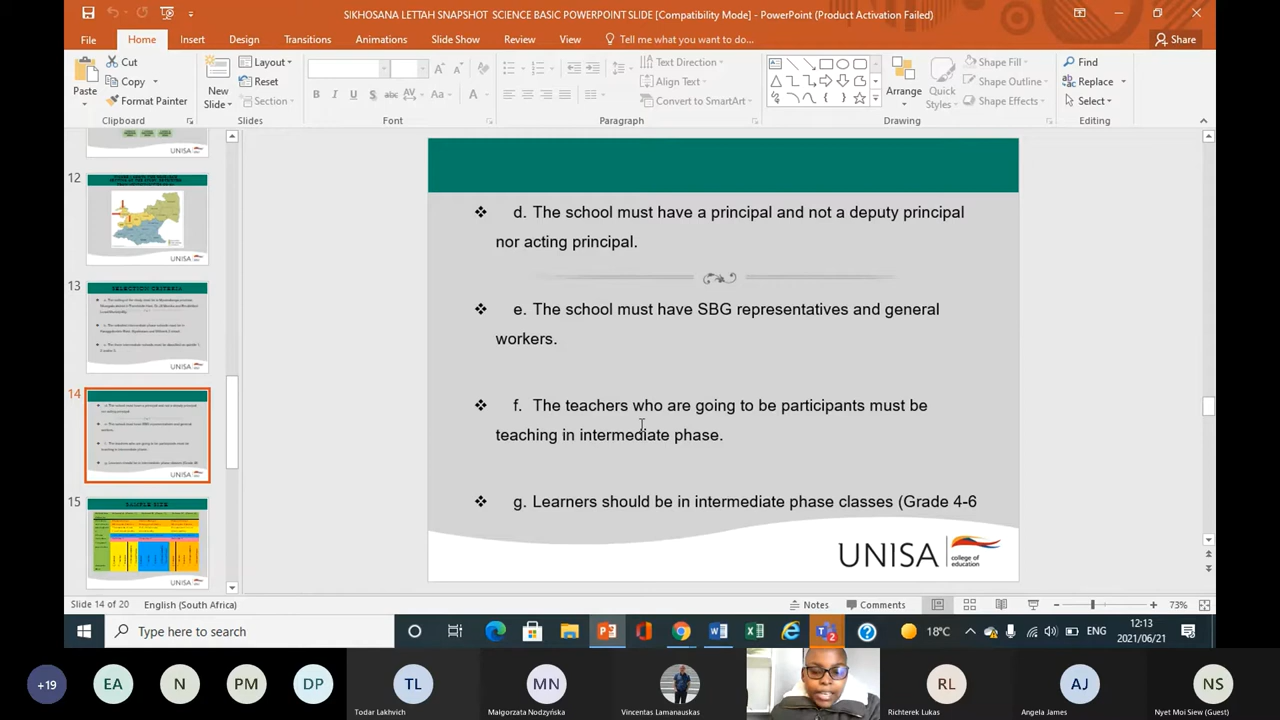 SIKHOSANA LETTAH SNAPSHOT SCIENCE BASIC POWERPOINT SLIDE [Compatibility Mode] - PowerPoint (Product Activation Failed)
File Home Insert Design Transitions Animations Slide Show Review View Tell me what you want to do... Share
Paste Cut Copy Format Painter
Clipboard
New Slide Layout Reset Section
Slides
B I U S abc AV Aa A
Font
Text Direction
Align Text
Convert to SmartArt
Paragraph
Arrange Quick Styles Shape Fill Shape Outline Shape Effects
Drawing
Find
Replace
Select
Editing
12
UNISA
13
SELECTION CRITERIA
UNISA
14
UNISA
15
SAMPLE SIZE
UNISA
d. The school must have a principal and not a deputy principal
nor acting principal.
e. The school must have SBG representatives and general
workers.
f. The teachers who are going to be participants must be
teaching in intermediate phase.
g. Learners should be in intermediate phase classes (Grade 4-6
UNISA college of education
Slide 14 of 20 English (South Africa) Notes Comments 73%
Type here to search 18°C ENG 12:13 2021/06/21
+19 EA N PM DP TL MN RL AJ NS
Todar Lakhvich Małgorzata Nodzyńska Vincentas Lamanauskas Richterek Lukas Angela James Nyet Moi Siew (Guest)